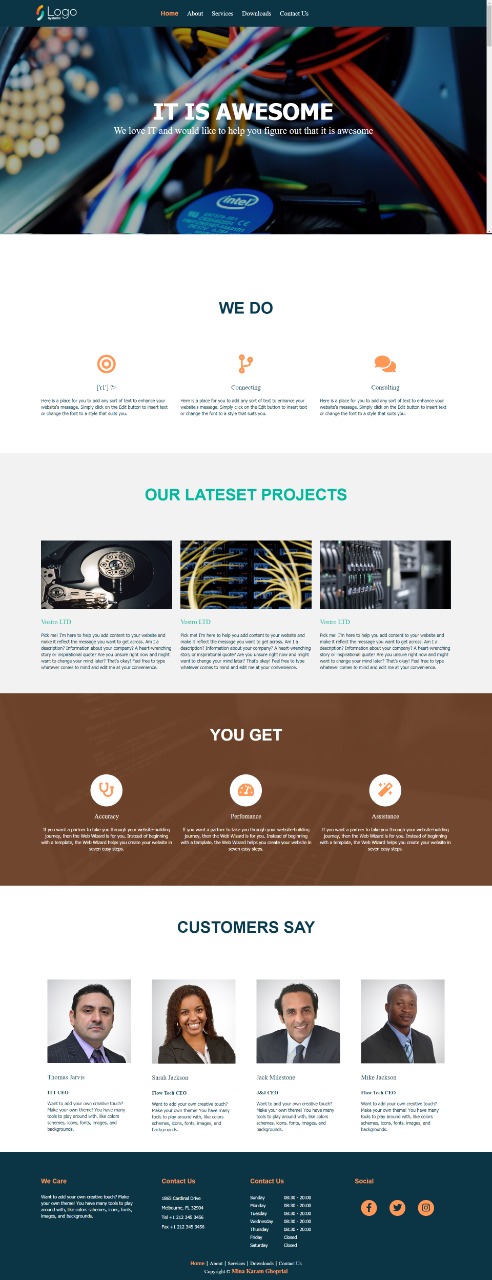 Logo
Home About Services Downloads Contact Us
IT IS AWESOME
We love IT and would like to help you figure out that it is awesome
intel
WE DO
['t1'] ?>
Here is a place for you to add any sort of text to enhance your
website's message. Simply click on the Edit button to insert text
or change the font to a style that suits you.
Connecting
Here is a place for you to add any sort of text to enhance your
website's message. Simply click on the Edit button to insert text
or change the font to a style that suits you.
Consulting
Here is a place for you to add any sort of text to enhance your
website's message. Simply click on the Edit button to insert text
or change the font to a style that suits you.
OUR LATESET PROJECTS
Vostro LTD
Pick me! I'm here to help you add content to your website and
make it reflect the message you want to get across. Am I a
description? Information about your company? A heart-wrenching
story or inspirational quote? Are you unsure right now and might
want to change your mind later? That's okay! Feel free to type
whatever comes to mind and edit me at your convenience.
Vostro LTD
Pick me! I'm here to help you add content to your website and
make it reflect the message you want to get across. Am I a
description? Information about your company? A heart-wrenching
story or inspirational quote? Are you unsure right now and might
want to change your mind later? That's okay! Feel free to type
whatever comes to mind and edit me at your convenience.
Vostro LTD
Pick me! I'm here to help you add content to your website and
make it reflect the message you want to get across. Am I a
description? Information about your company? A heart-wrenching
story or inspirational quote? Are you unsure right now and might
want to change your mind later? That's okay! Feel free to type
whatever comes to mind and edit me at your convenience.
YOU GET
Accuracy
If you want a partner to take you through your website-building
journey, then the Web Wizard is for you. Instead of beginning
with a template, the Web Wizard helps you create your website in
seven easy steps.
Perfomance
If you want a partner to take you through your website-building
journey, then the Web Wizard is for you. Instead of beginning
with a template, the Web Wizard helps you create your website in
seven easy steps.
Assistance
If you want a partner to take you through your website-building
journey, then the Web Wizard is for you. Instead of beginning
with a template, the Web Wizard helps you create your website in
seven easy steps.
CUSTOMERS SAY
Thomas Jarvis
CEO
Want to add your own creative touch?
Make your own theme! You have many
tools to play around with, like colors
schemes, icons, fonts, images, and
backgrounds.
Sarah Jackson
Flow Tech CEO
Want to add your own creative touch?
Make your own theme! You have many
tools to play around with, like colors
schemes, icons, fonts, images, and
backgrounds.
Jack Milestone
J&J CEO
Want to add your own creative touch?
Make your own theme! You have many
tools to play around with, like colors
schemes, icons, fonts, images, and
backgrounds.
Mike Jackson
Flow Tech CEO
Want to add your own creative touch?
Make your own theme! You have many
tools to play around with, like colors
schemes, icons, fonts, images, and
backgrounds.
We Care
Want to add your own creative touch? Make
your own theme! You have many tools to play
around with, like colors schemes, icons, fonts,
images, and backgrounds.
Contact Us
1865 Cardinal Drive
Melbourne, FL 32904
Tel +1 212 345 3456
Fax +1 212 345 3456
Contact Us
Sunday 08:30 - 20:00
Monday 08:30 - 20:00
Tuesday 08:30 - 20:00
Wednesday 08:30 - 20:00
Thursday 08:30 - 20:00
Friday Closed
Saturday Closed
Social
Home | About | Services | Downloads | Contact Us
Copyright © Mina Karam Ghoprial